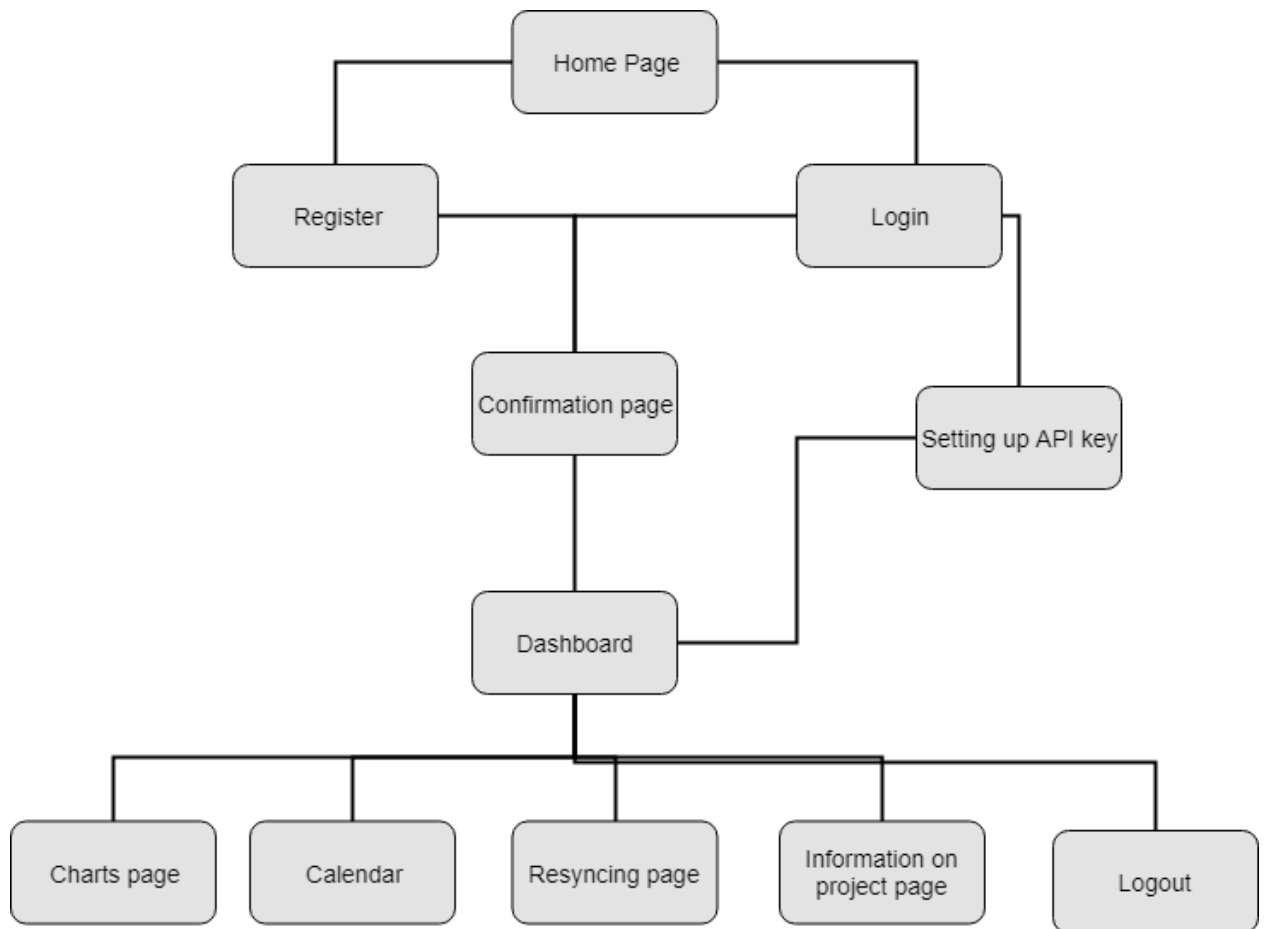 Home Page
Register
Login
Confirmation page
Setting up API key
Dashboard
Charts page
Calendar
Resyncing page
Information on
project page
Logout